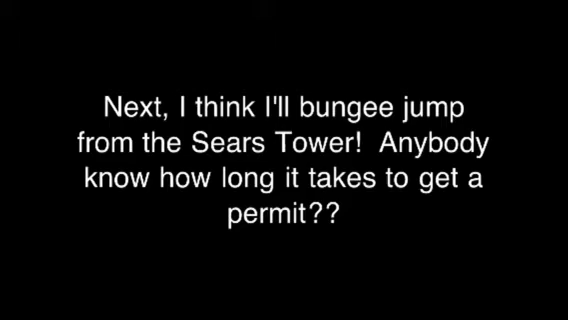 Next, I think I'll bungee jump
from the Sears Tower!  Anybody
know how long it takes to get a
permit??